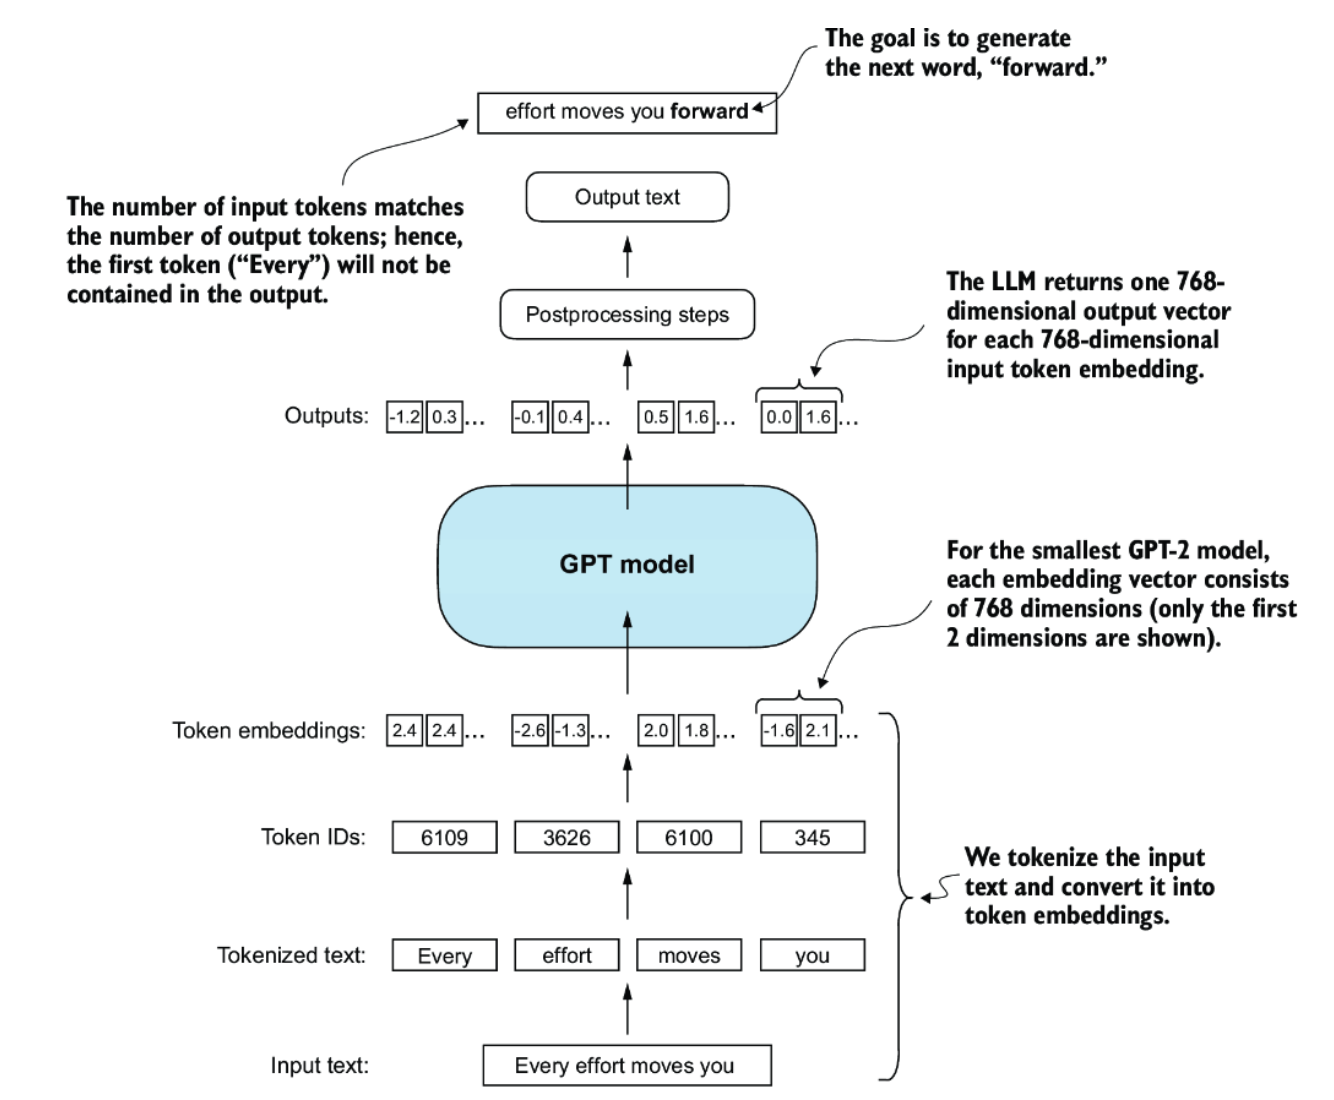 The goal is to generate
the next word, “forward.”
effort moves you forward
The number of input tokens matches
the number of output tokens; hence,
the first token (“Every”) will not be
contained in the output.
Output text
Postprocessing steps
The LLM returns one 768-
dimensional output vector
for each 768-dimensional
input token embedding.
Outputs: -1.2 0.3 ... -0.1 0.4 ... 0.5 1.6 ... 0.0 1.6 ...
GPT model
For the smallest GPT-2 model,
each embedding vector consists
of 768 dimensions (only the first
2 dimensions are shown).
Token embeddings: 2.4 2.4 ... -2.6 -1.3 ... 2.0 1.8 ... -1.6 2.1 ...
Token IDs: 6109 3626 6100 345
We tokenize the input
text and convert it into
token embeddings.
Tokenized text: Every effort moves you
Input text: Every effort moves you